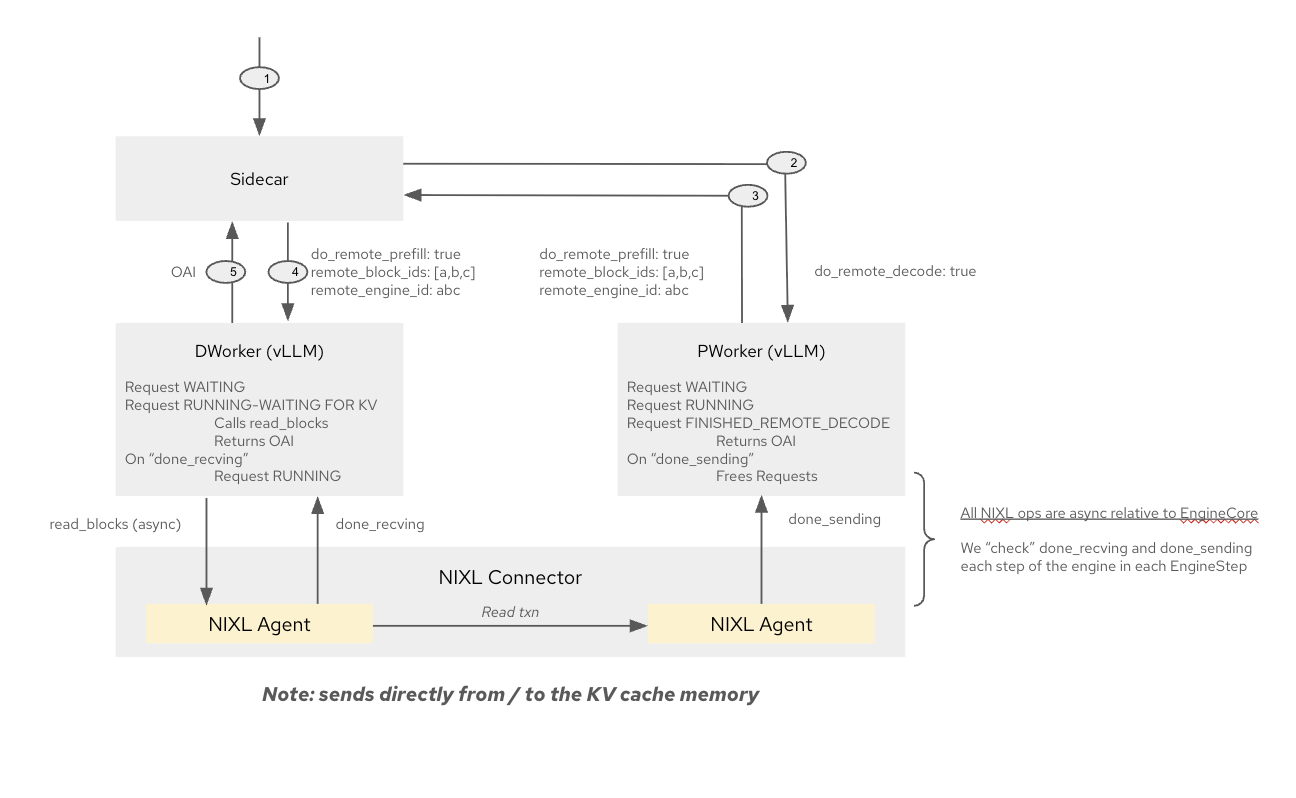 1
Sidecar
2
3
OAI
5
4
do_remote_prefill: true
remote_block_ids: [a,b,c]
remote_engine_id: abc
do_remote_prefill: true
remote_block_ids: [a,b,c]
remote_engine_id: abc
do_remote_decode: true
DWorker (vLLM)
Request WAITING
Request RUNNING-WAITING FOR KV
Calls read_blocks
Returns OAI
On “done_recving”
Request RUNNING
PWorker (vLLM)
Request WAITING
Request RUNNING
Request FINISHED_REMOTE_DECODE
Returns OAI
On “done_sending”
Frees Requests
read_blocks (async)
done_recving
done_sending
All NIXL ops are async relative to EngineCore
We “check” done_recving and done_sending
each step of the engine in each EngineStep
NIXL Connector
NIXL Agent
Read txn
NIXL Agent
Note: sends directly from / to the KV cache memory